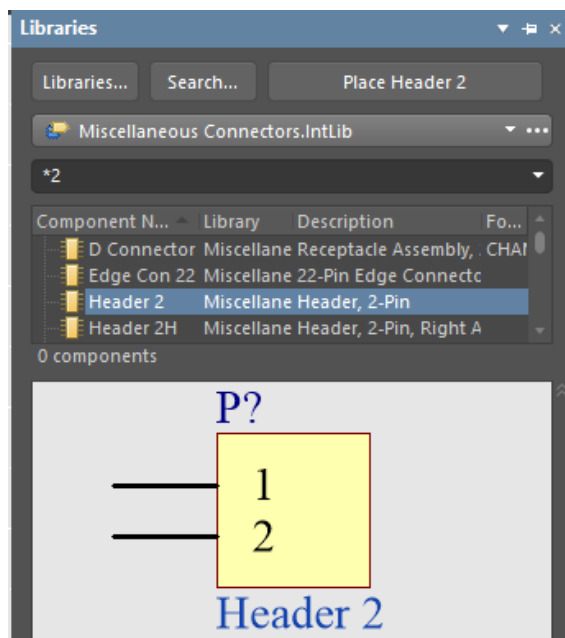 Libraries
Libraries... Search... Place Header 2
Miscellaneous Connectors.IntLib
*2
Component N... Library Description Fo...
D Connector Miscellane Receptacle Assembly, CHAN
Edge Con 22 Miscellane 22-Pin Edge Connecto
Header 2 Miscellane Header, 2-Pin
Header 2H Miscellane Header, 2-Pin, Right A
0 components
P?
1
2
Header 2